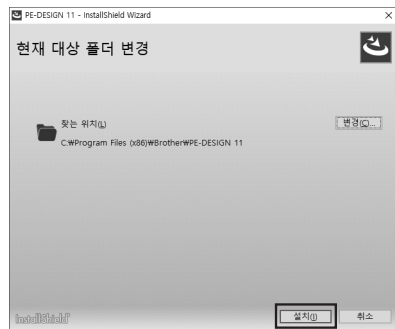 PE-DESIGN 11 - InstallShield Wizard
현재 대상 폴더 변경
찾는 위치(L)
변경(C)...
C:₩Program Files (x86)₩Brother₩PE-DESIGN 11
InstallShield
설치(I)
취소